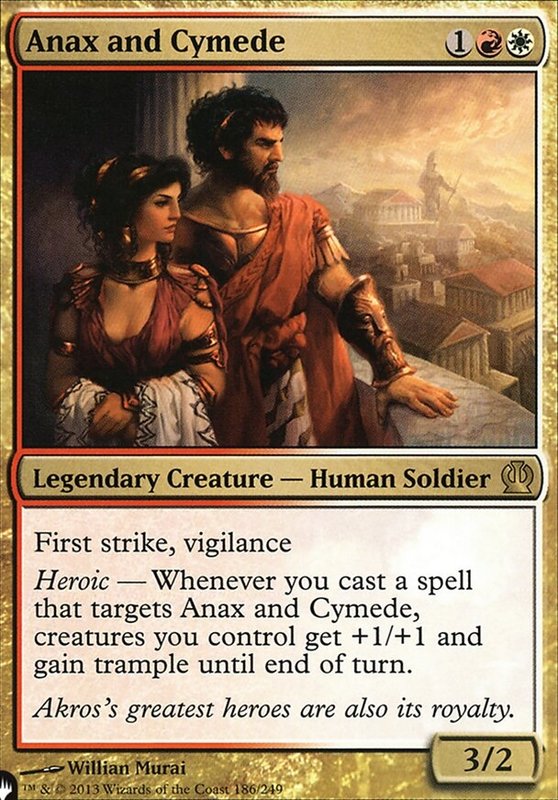 Anax and Cymede 1
Legendary Creature — Human Soldier
First strike, vigilance
Heroic — Whenever you cast a spell
that targets Anax and Cymede,
creatures you control get +1/+1 and
gain trample until end of turn.
Akros's greatest heroes are also its royalty.
3/2
Willian Murai
™ & © 2013 Wizards of the Coast 186/249